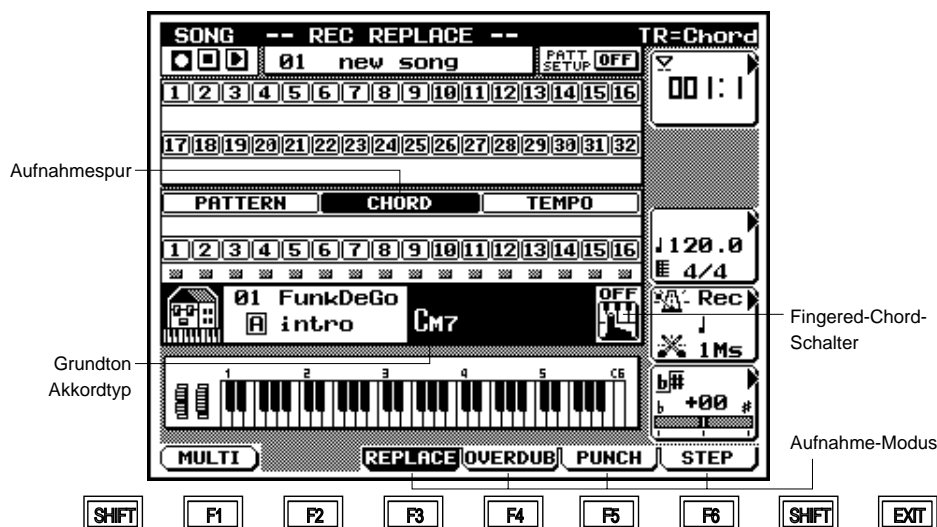 SONG -- REC REPLACE -- TR=Chord
01 new song PATT SETUP OFF
001:1
1 2 3 4 5 6 7 8 9 10 11 12 13 14 15 16
17 18 19 20 21 22 23 24 25 26 27 28 29 30 31 32
Aufnahmespur
PATTERN CHORD TEMPO
♩120.0
4/4
1 2 3 4 5 6 7 8 9 10 11 12 13 14 15 16
01 FunkDeGo
A intro
CM7
OFF
Rec
♩
1Ms
Fingered-Chord-
Schalter
Grundton
Akkordtyp
1 2 3 4 5 C6
b#
b +00 #
Aufnahme-Modus
MULTI REPLACE OVERDUB PUNCH STEP
SHIFT F1 F2 F3 F4 F5 F6 SHIFT EXIT